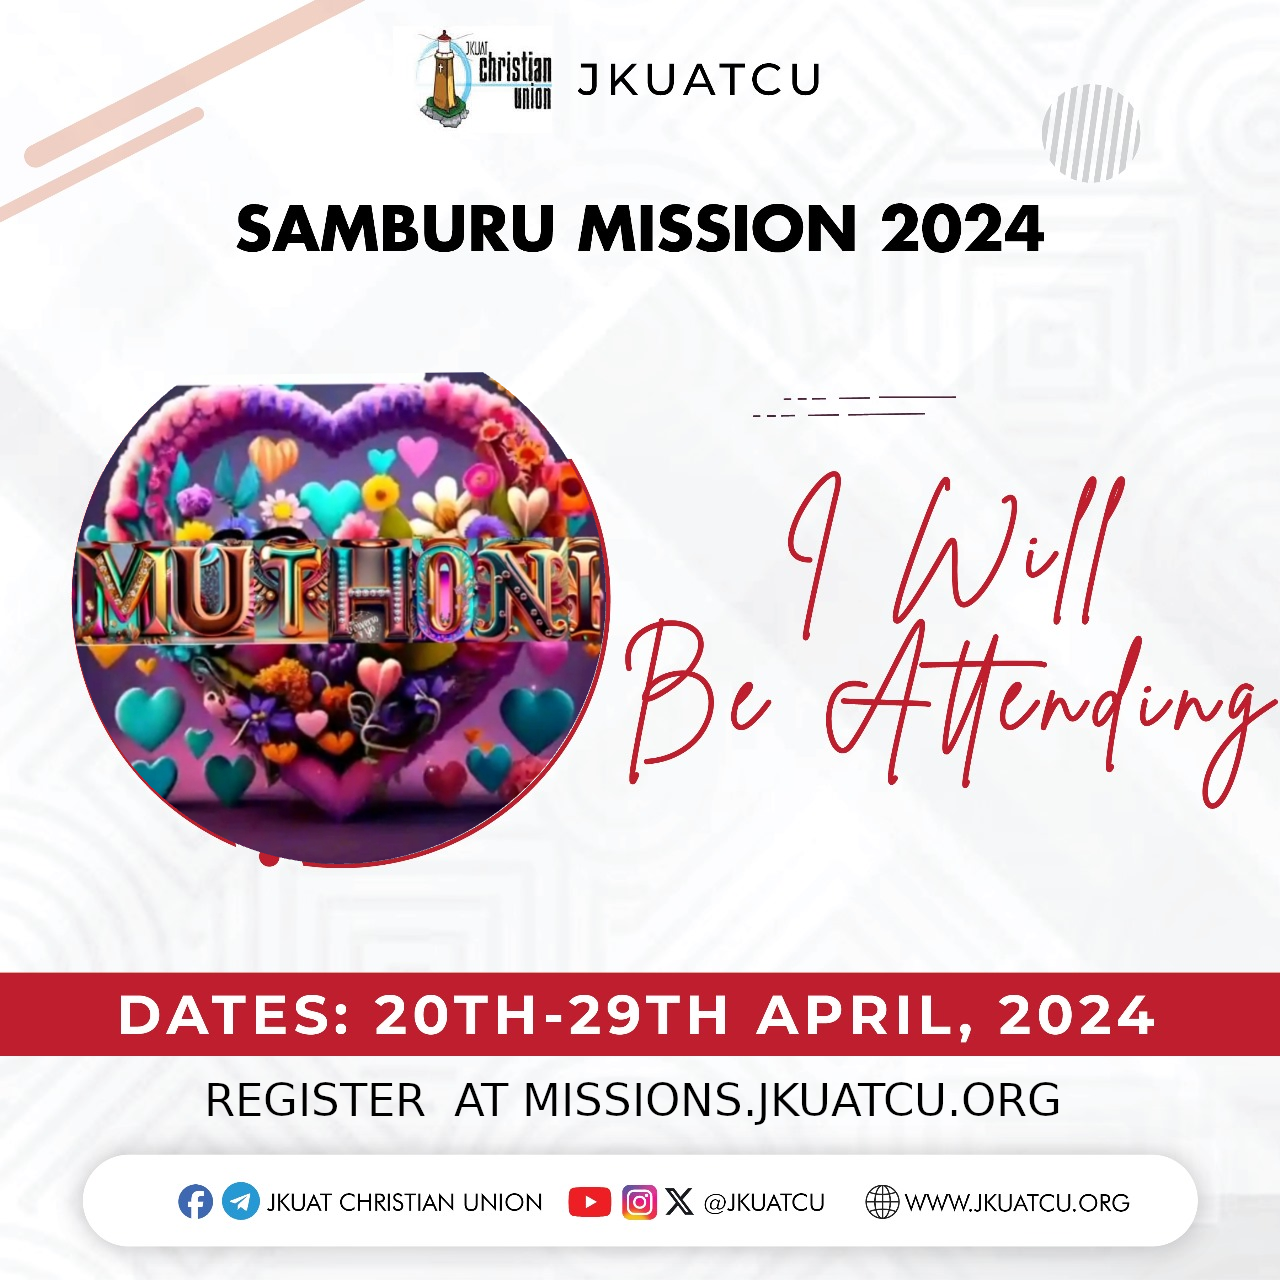 JKUAT
christian
union
JKUATCU
SAMBURU MISSION 2024
MUTHONI
I Will
Be Attending
DATES: 20TH-29TH APRIL, 2024
REGISTER AT MISSIONS.JKUATCU.ORG
JKUAT CHRISTIAN UNION @JKUATCU WWW.JKUATCU.ORG